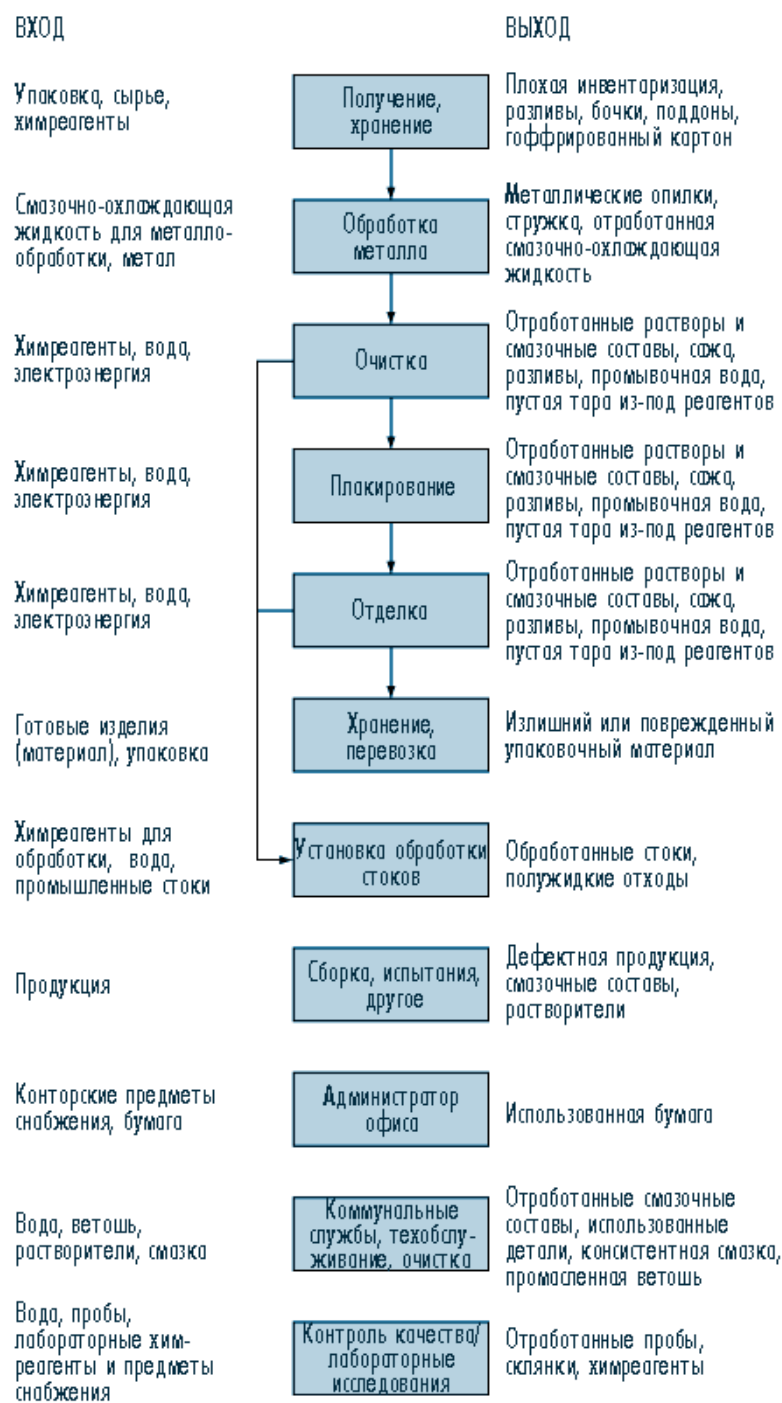 ВХОД
ВЫХОД
Упаковка, сырье,
химреагенты
Получение,
хранение
Плохая инвентаризация,
разливы, бочки, поддоны,
гоффрированный картон
Смазочно-охлаждающая
жидкость для металло-
обработки, метал
Обработка
металла
Металлические опилки,
стружка, отработанная
смазочно-охлаждающая
жидкость
Химреагенты, вода,
электроэнергия
Очистка
Отработанные растворы и
смазочные составы, сажа,
разливы, промывочная вода,
пустая тара из-под реагентов
Химреагенты, вода,
электроэнергия
Плакирование
Отработанные растворы и
смазочные составы, сажа,
разливы, промывочная вода,
пустая тара из-под реагентов
Химреагенты, вода,
электроэнергия
Отделка
Отработанные растворы и
смазочные составы, сажа,
разливы, промывочная вода,
пустая тара из-под реагентов
Готовые изделия
(материал), упаковка
Хранение,
перевозка
Излишний или поврежденный
упаковочный материал
Химреагенты для
обработки, вода,
промышленные стоки
Установка обработки
стоков
Обработанные стоки,
полужидкие отходы
Продукция
Сборка, испытания,
другое
Дефектная продукция,
смазочные составы,
растворители
Конторские предметы
снабжения, бумага
Администратор
офиса
Использованная бумага
Вода, ветошь,
растворители, смазка
Коммунальные
службы, техобслу-
живание, очистка
Отработанные смазочные
составы, использованные
детали, консистентная смазка,
промасленная ветошь
Вода, пробы,
лабораторные хим-
реагенты и предметы
снабжения
Контроль качества/
лабораторные
исследования
Отработанные пробы,
склянки, химреагенты